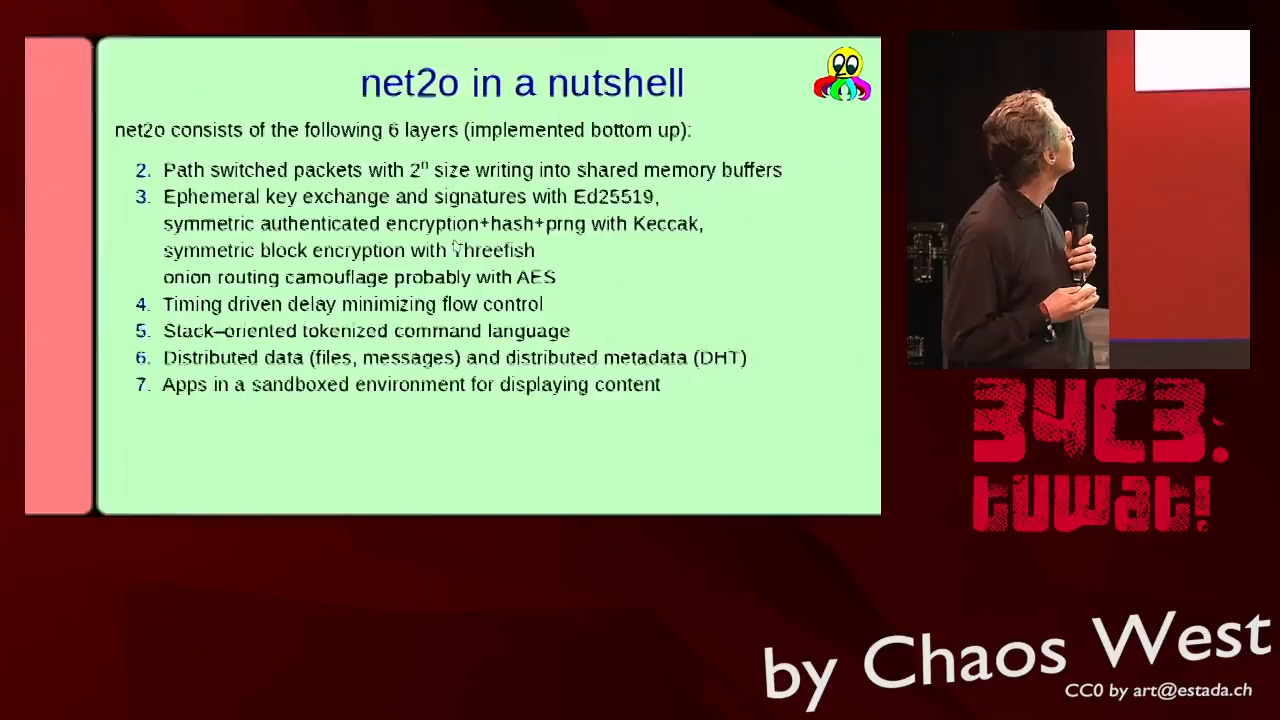 net2o in a nutshell
net2o consists of the following 6 layers (implemented bottom up):
2. Path switched packets with 2ⁿ size writing into shared memory buffers
3. Ephemeral key exchange and signatures with Ed25519,
symmetric authenticated encryption+hash+prng with Keccak,
symmetric block encryption with Threefish
onion routing camouflage probably with AES
4. Timing driven delay minimizing flow control
5. Stack–oriented tokenized command language
6. Distributed data (files, messages) and distributed metadata (DHT)
7. Apps in a sandboxed environment for displaying content
34C3:
tuwat!
by Chaos West
CC0 by art@estada.ch